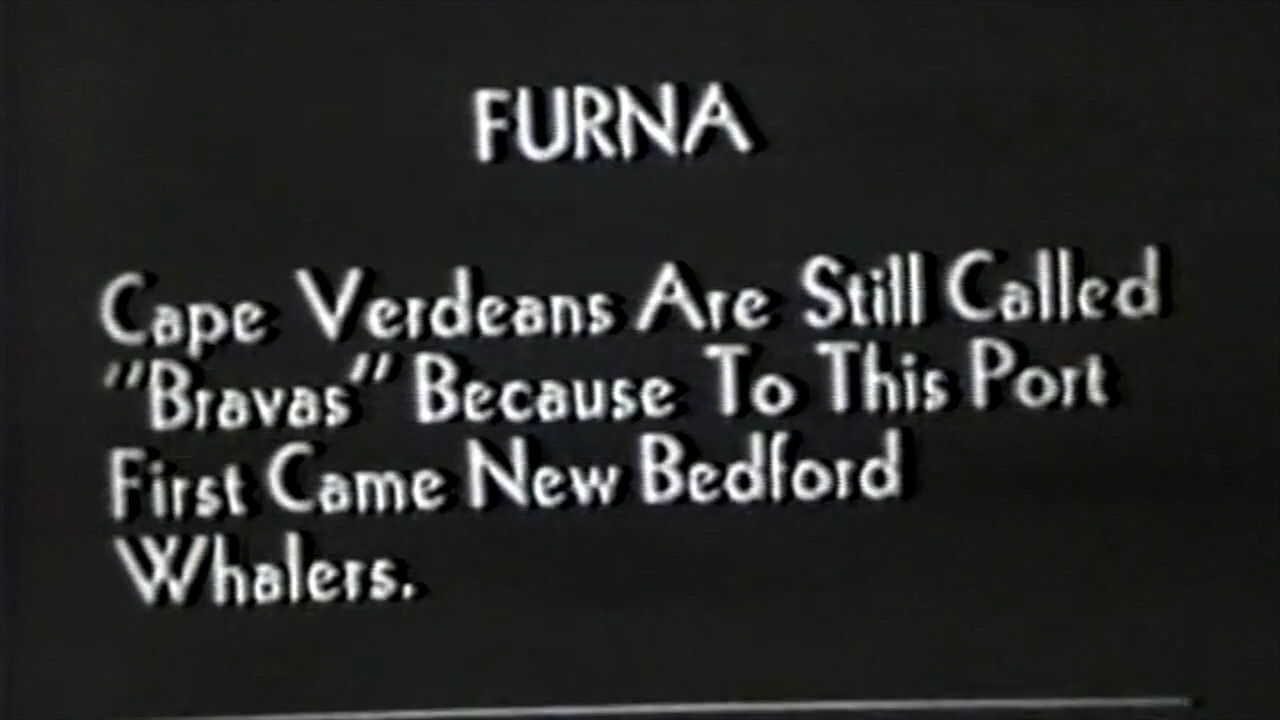 FURNA
Cape Verdeans Are Still Called
"Bravas" Because To This Port
First Came New Bedford
Whalers.